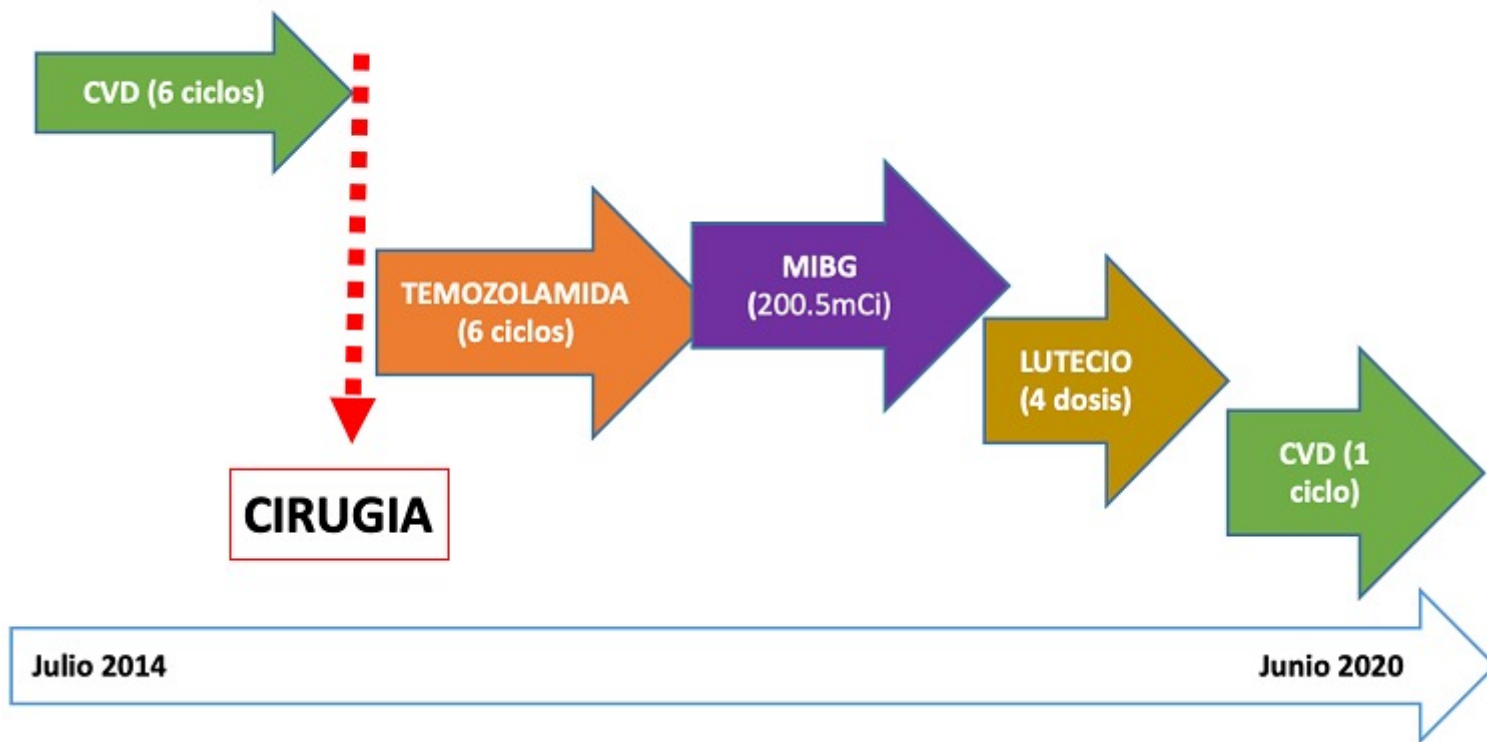 CVD (6 ciclos)
TEMOZOLAMIDA
(6 ciclos)
MIBG
(200.5mCi)
LUTECIO
(4 dosis)
CVD (1
ciclo)
CIRUGIA
Julio 2014
Junio 2020